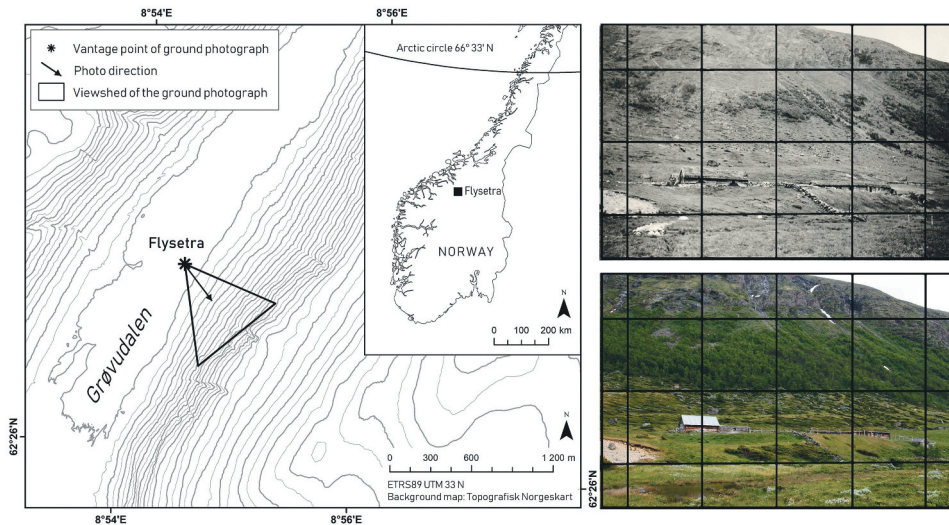 8°54'E
8°56'E
Vantage point of ground photograph
Photo direction
Viewshed of the ground photograph
Arctic circle 66° 33' N
Flysetra
NORWAY
N
0 100 200
km
Flysetra
Grøvudalen
N
0 300 600 900 1 200 m
ETRS89 UTM 33 N
Background map: Topografisk Norgeskart
62°26'N
62°26'N
8°54'E
8°56'E